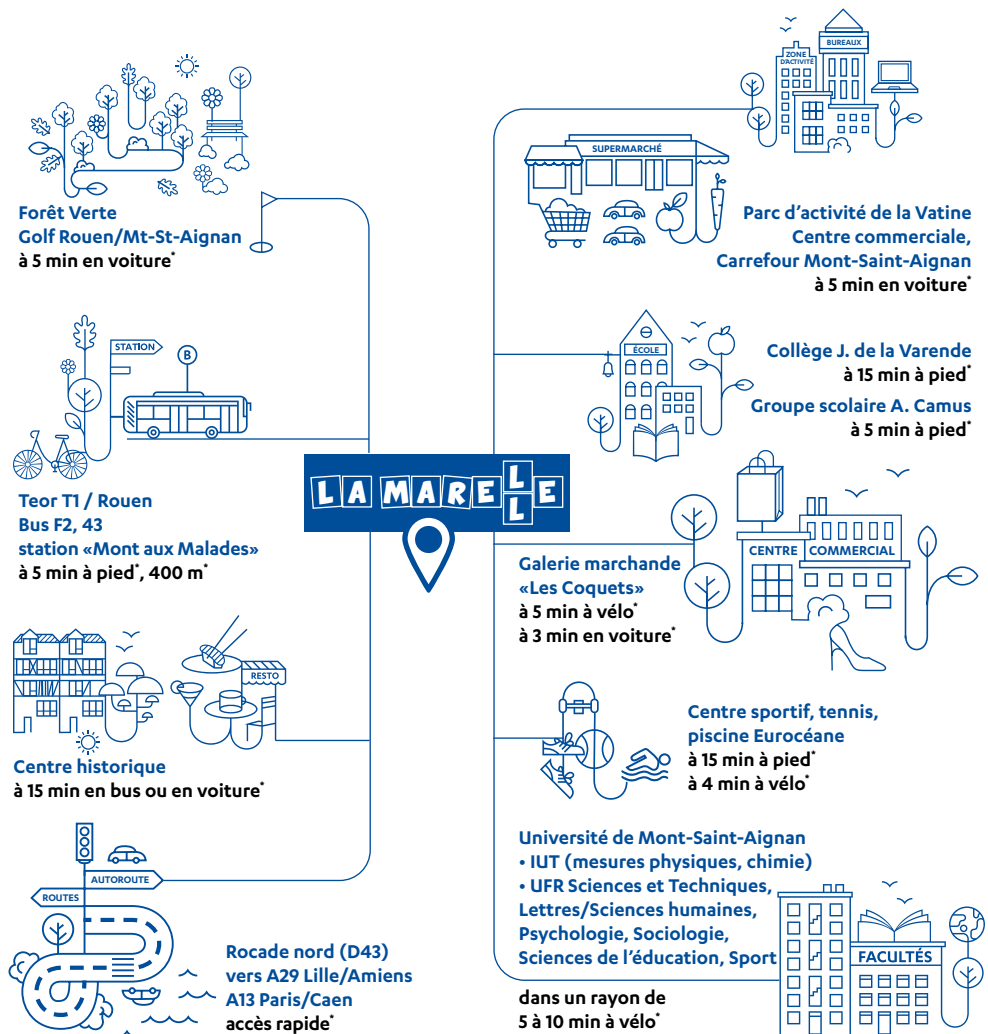 Forêt Verte
Golf Rouen/Mt-St-Aignan
à 5 min en voiture*
STATION
B
Teor T1 / Rouen
Bus F2, 43
station «Mont aux Malades»
à 5 min à pied*, 400 m*
RESTO
Centre historique
à 15 min en bus ou en voiture*
AUTOROUTE
ROUTES
Rocade nord (D43)
vers A29 Lille/Amiens
A13 Paris/Caen
accès rapide*
LA MARELLE
BUREAUX
ZONE
D'ACTIVITÉ
SUPERMARCHÉ
Parc d'activité de la Vatine
Centre commerciale,
Carrefour Mont-Saint-Aignan
à 5 min en voiture*
ÉCOLE
Collège J. de la Varende
à 15 min à pied*
Groupe scolaire A. Camus
à 5 min à pied*
CENTRE COMMERCIAL
Galerie marchande
«Les Coquets»
à 5 min à vélo*
à 3 min en voiture*
Centre sportif, tennis,
piscine Eurocéane
à 15 min à pied*
à 4 min à vélo*
Université de Mont-Saint-Aignan
• IUT (mesures physiques, chimie)
• UFR Sciences et Techniques,
Lettres/Sciences humaines,
Psychologie, Sociologie,
Sciences de l'éducation, Sport
FACULTÉS
dans un rayon de
5 à 10 min à vélo*